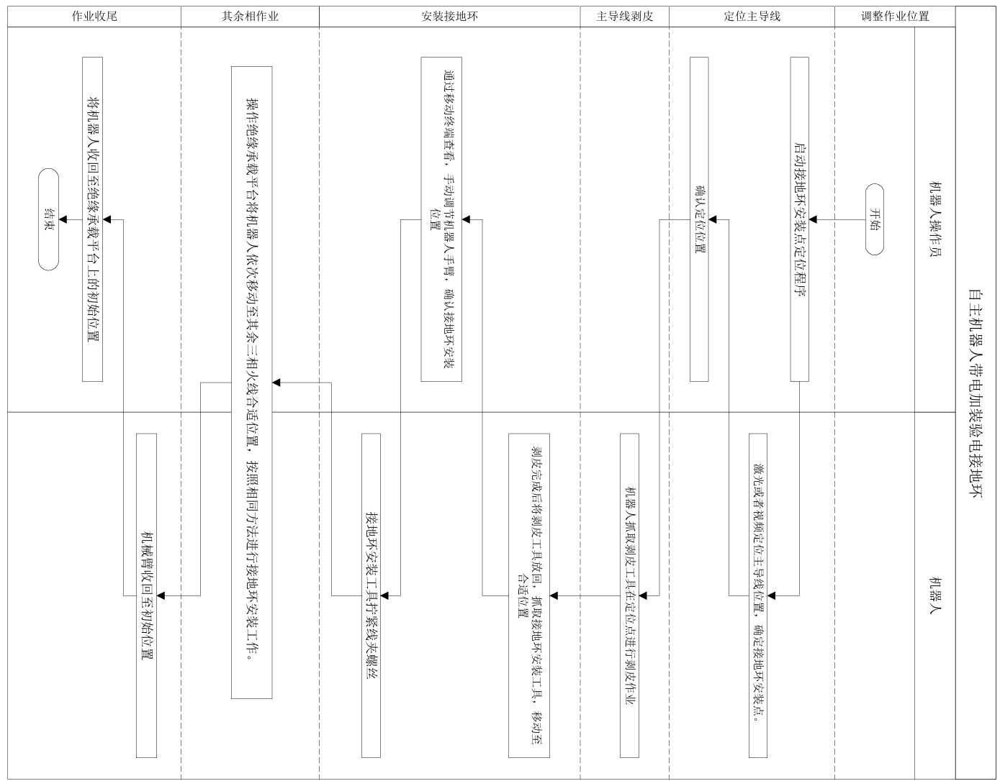 自主机器人带电加装验电接地环
机器人操作员
机器人
调整作业位置
开始
定位主导线
启动接地环安装点定位程序
激光或者视频定位主导线位置，确定接地环安装点。
确认定位位置
主导线剥皮
机器人抓取剥皮工具在定位点进行剥皮作业
安装接地环
剥皮完成后将剥皮工具放回，抓取接地环安装工具，移动至
合适位置
通过移动终端查看，手动调节机器人手臂，确认接地环安装
位置
接地环安装工具拧紧线夹螺丝
其余相作业
操作绝缘承载平台将机器人依次移动至其余三相火线合适位置，按照相同方法进行接地环安装工作。
作业收尾
机械臂收回至初始位置
将机器人收回至绝缘承载平台上的初始位置
结束